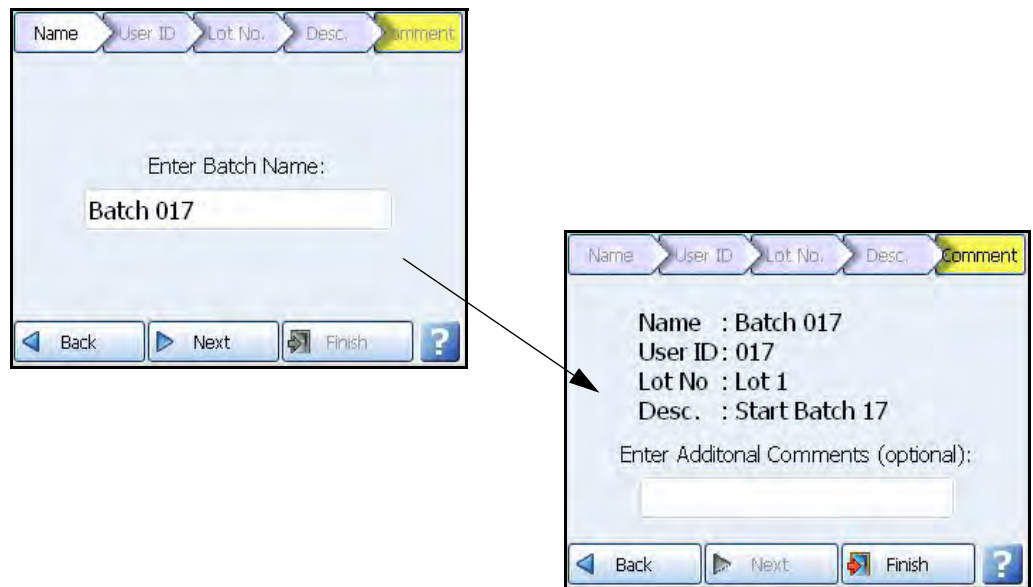 Name User ID Lot No. Desc. Comment
Enter Batch Name:
Batch 017
Back Next Finish ?
Name User ID Lot No. Desc. Comment
Name : Batch 017
User ID : 017
Lot No : Lot 1
Desc. : Start Batch 17
Enter Additonal Comments (optional):
Back Next Finish ?